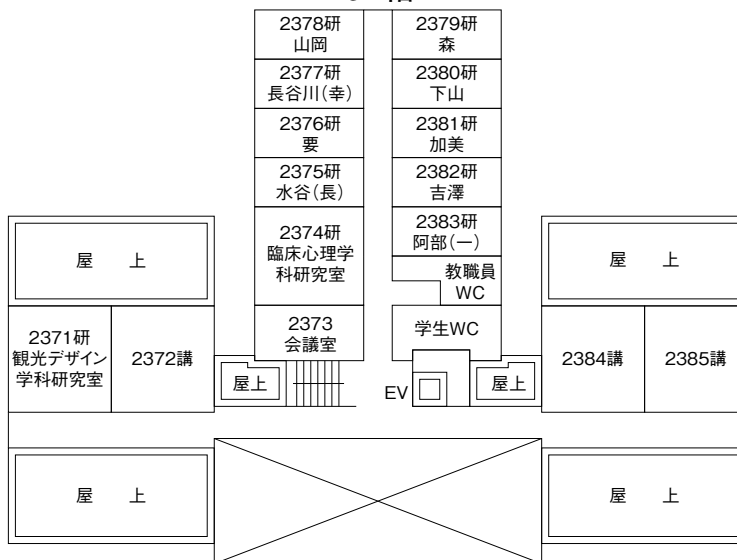 2378研
山岡
2379研
森
2377研
長谷川(幸)
2380研
下山
2376研
要
2381研
加美
2375研
水谷(長)
2382研
吉澤
2374研
臨床心理学
科研究室
2383研
阿部(一)
教職員
WC
屋 上
屋 上
2371研
観光デザイン
学科研究室
2372講
2373
会議室
学生WC
2384講
2385講
屋上
EV
屋上
屋 上
屋 上